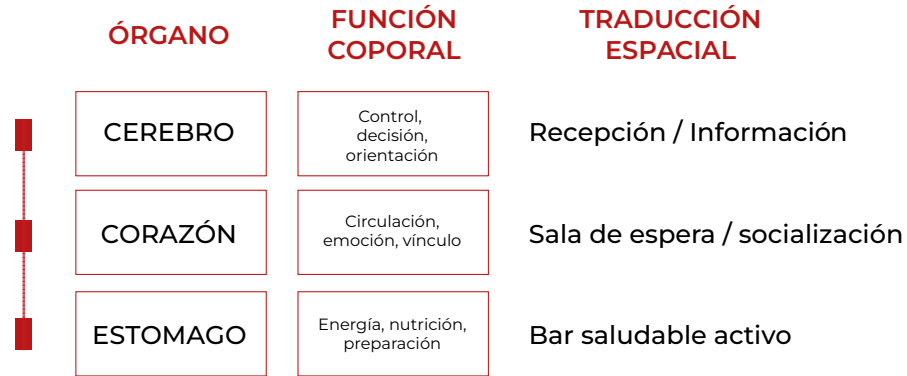 ÓRGANO
FUNCIÓN
COPORAL
TRADUCCIÓN
ESPACIAL
CEREBRO
Control,
decisión,
orientación
Recepción / Información
CORAZÓN
Circulación,
emoción, vínculo
Sala de espera / socialización
ESTOMAGO
Energía, nutrición,
preparación
Bar saludable activo